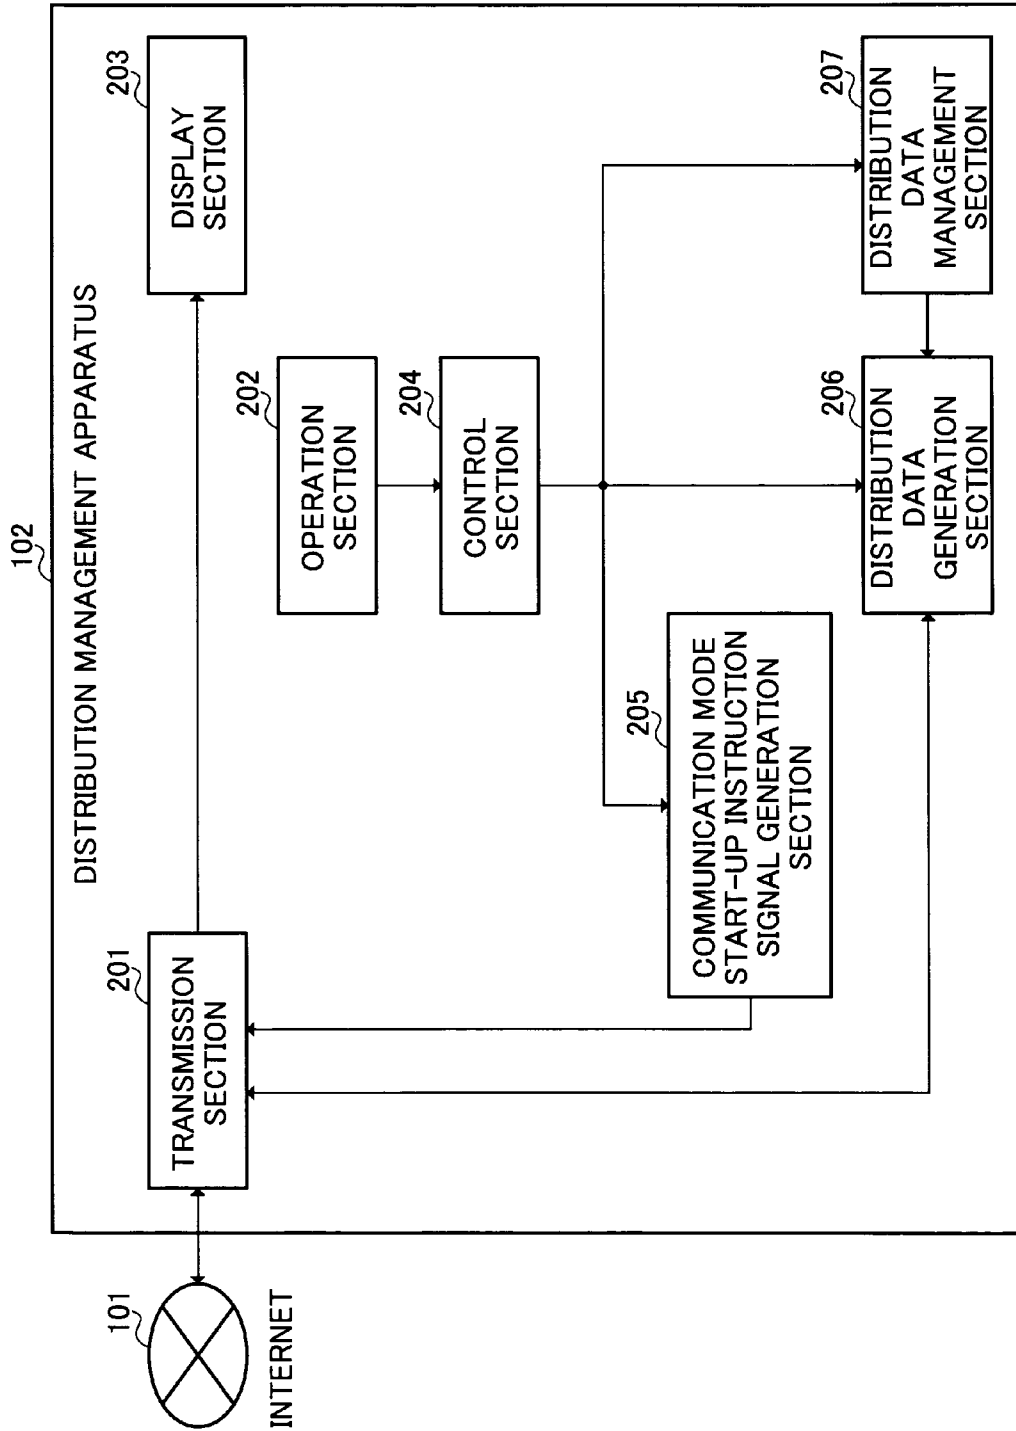 102
DISTRIBUTION MANAGEMENT APPARATUS
101
INTERNET
201
TRANSMISSION
SECTION
203
DISPLAY
SECTION
202
OPERATION
SECTION
204
CONTROL
SECTION
205
COMMUNICATION MODE
START-UP INSTRUCTION
SIGNAL GENERATION
SECTION
206
DISTRIBUTION
DATA
GENERATION
SECTION
207
DISTRIBUTION
DATA
MANAGEMENT
SECTION